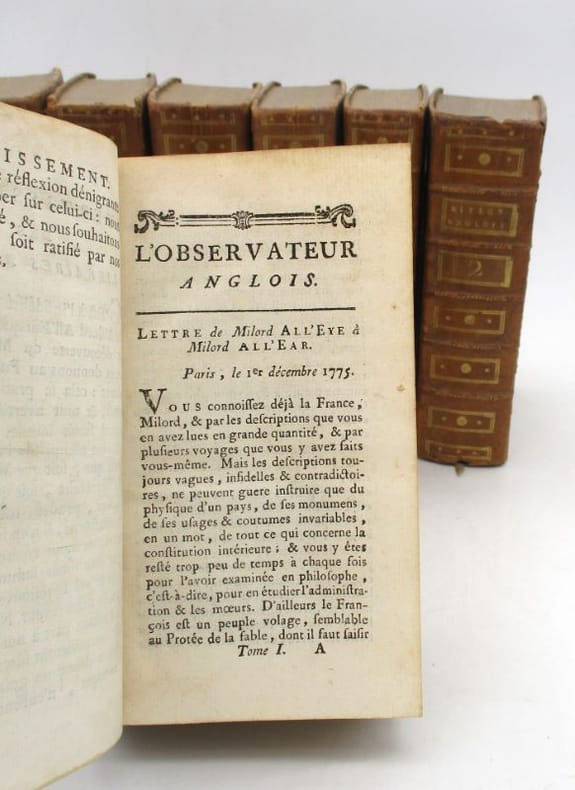 ISSEMENT.
réflexion dénigrante
per sur celui-ci : nous
é, & nous souhaitons
soit ratifié par nos
L'OBSERVATEUR
ANGLOIS.
LETTRE de Milord ALL'EYE à
Milord ALL'EAR.
Paris, le 1er décembre 1775.
VOUS connoissez déjà la France,
Milord, & par les descriptions que vous
en avez lues en grande quantité, & par
plusieurs voyages que vous y avez faits
vous-même. Mais les descriptions tou-
jours vagues, infidelles & contradictoi-
res, ne peuvent guere instruire que du
physique d'un pays, de ses monumens,
de ses usages & coutumes invariables,
en un mot, de tout ce qui concerne la
constitution intérieure ; & vous y êtes
resté trop peu de temps à chaque fois
pour l'avoir examinée en philosophe,
c'est-à-dire, pour en étudier l'administra-
tion & les mœurs. D'ailleurs le Fran-
çois est un peuple volage, semblable
au Protée de la fable, dont il faut saisir
Tome I. A
2